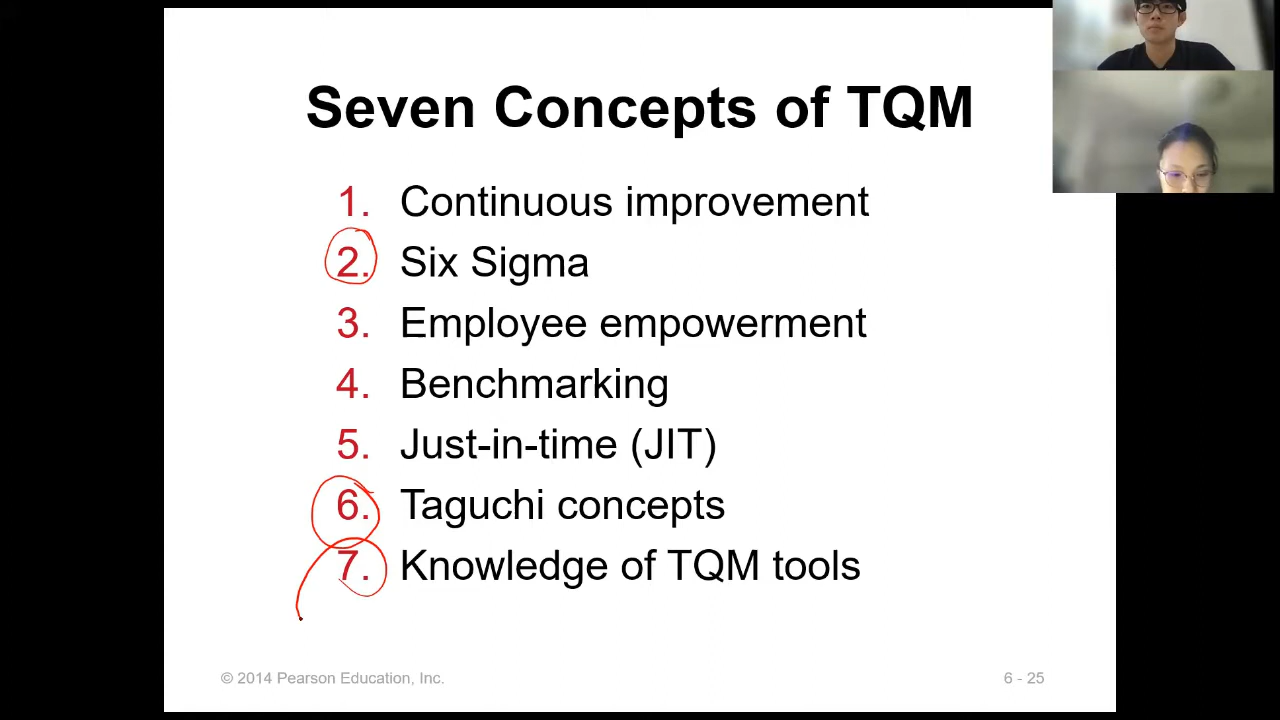 Seven Concepts of TQM
1. Continuous improvement
2. Six Sigma
3. Employee empowerment
4. Benchmarking
5. Just-in-time (JIT)
6. Taguchi concepts
7. Knowledge of TQM tools
© 2014 Pearson Education, Inc.
6 - 25